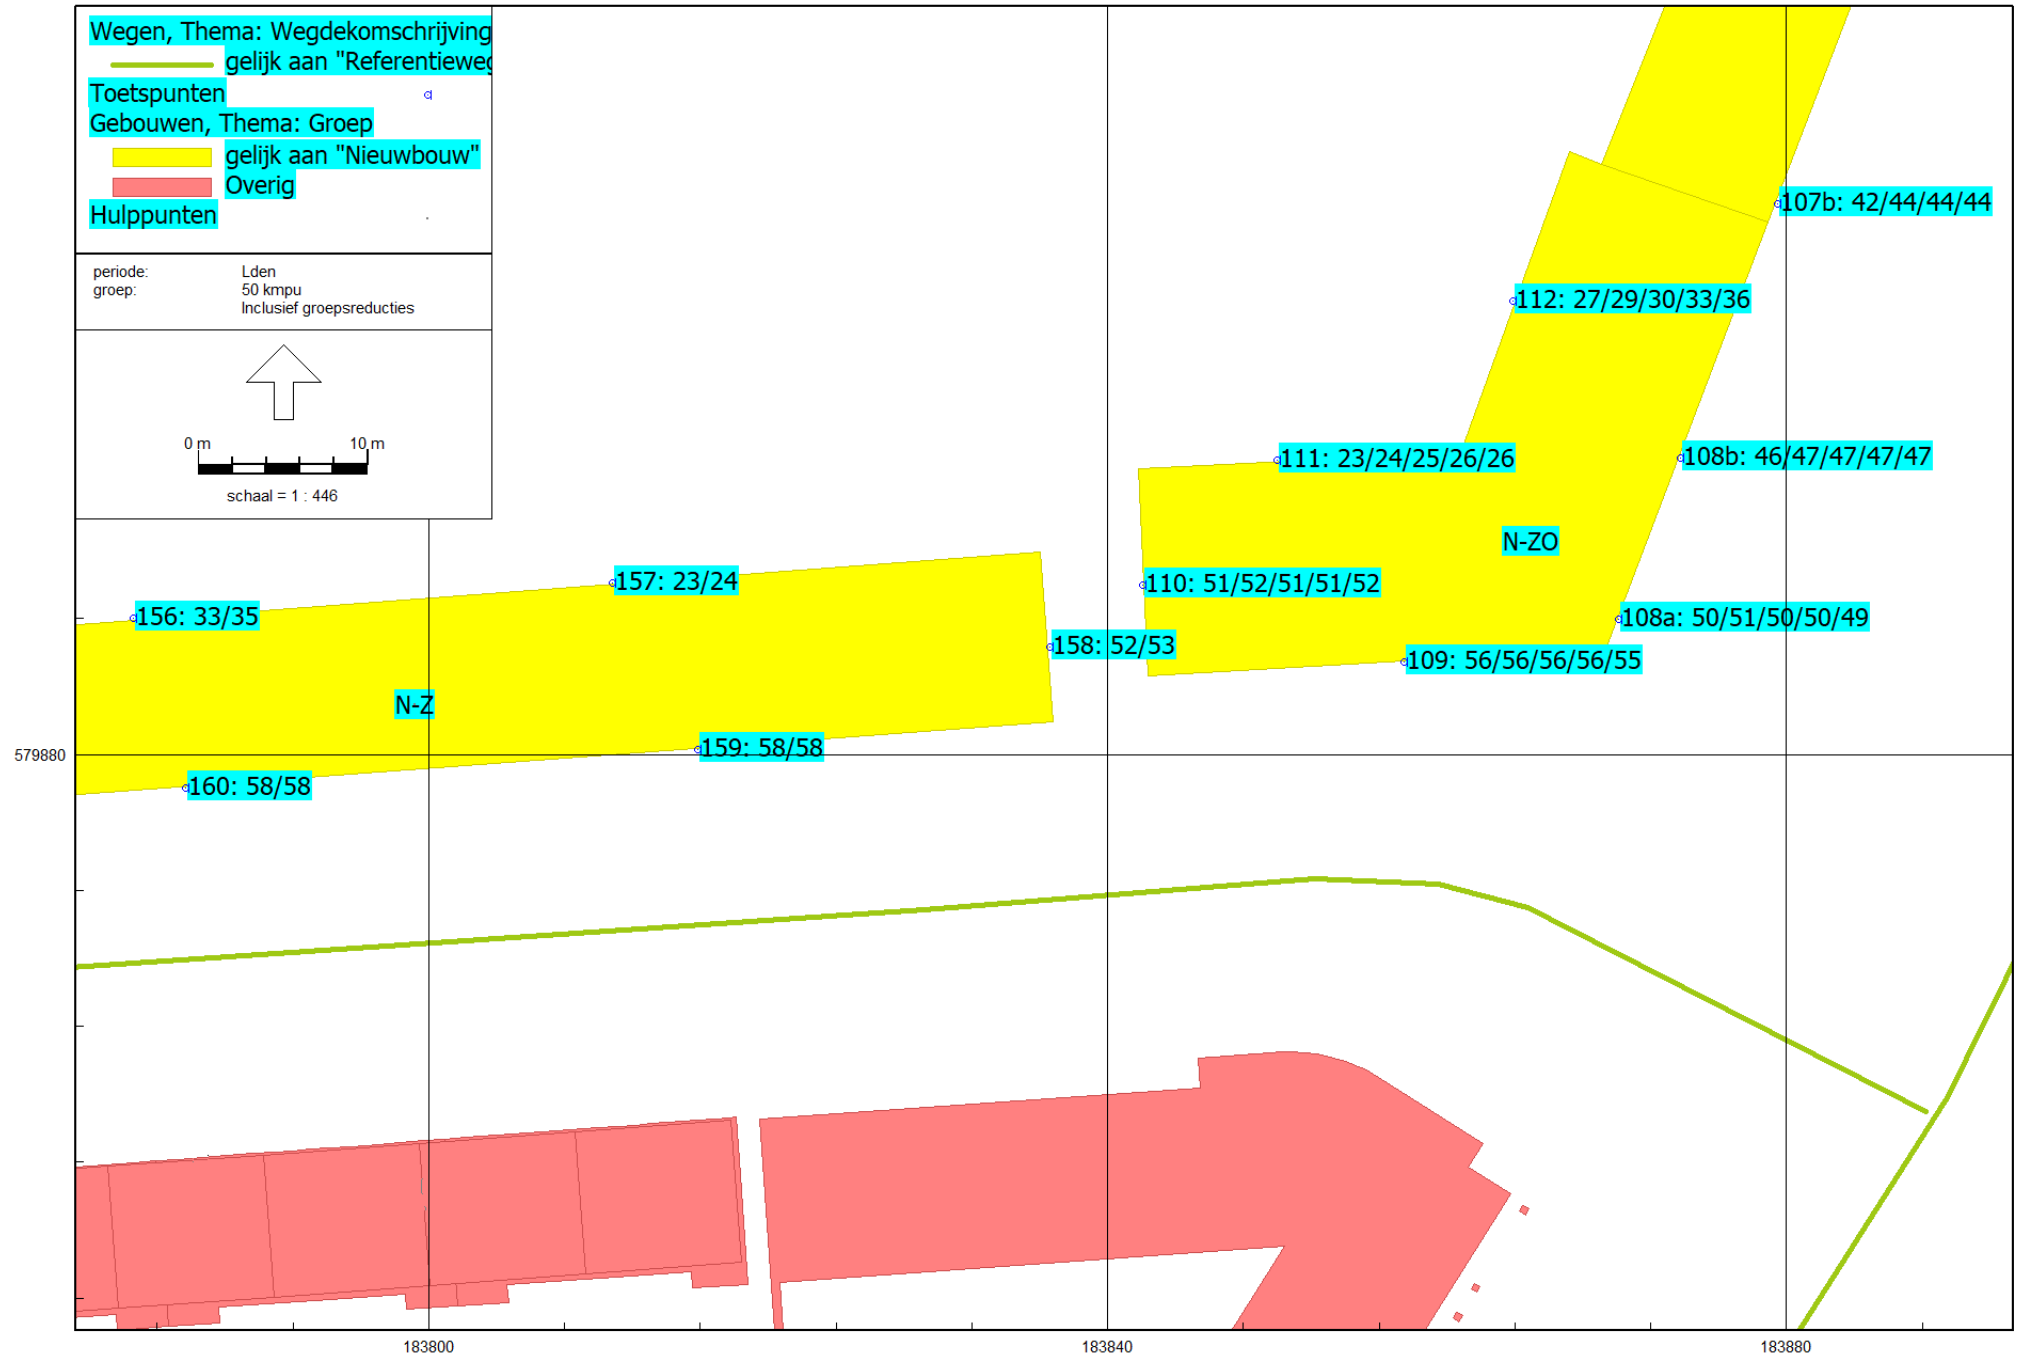 Wegen, Thema: Wegdekomschrijving
gelijk aan "Referentieweg
Toetspunten
Gebouwen, Thema: Groep
gelijk aan "Nieuwbouw"
Overig
Hulppunten
periode: Lden
groep: 50 kmpu
Inclusief groepsreducties
0 m 10 m
schaal = 1 : 446
107b: 42/44/44/44
112: 27/29/30/33/36
111: 23/24/25/26/26
108b: 46/47/47/47/47
N-ZO
157: 23/24
110: 51/52/51/51/52
156: 33/35
108a: 50/51/50/50/49
158: 52/53
109: 56/56/56/56/55
N-Z
159: 58/58
579880
160: 58/58
183800 183840 183880